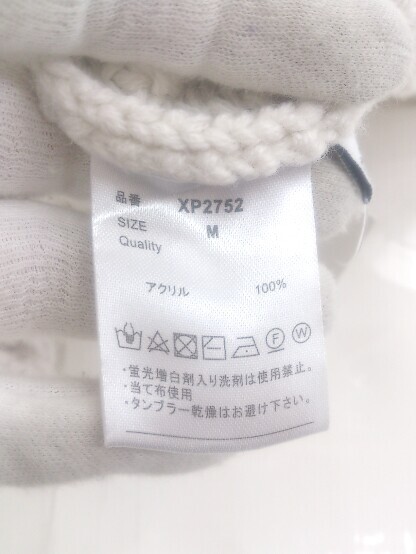 品番 XP2752
SIZE M
Quality
アクリル 100%
F W
・蛍光増白剤入り洗剤は使用禁止。
・当て布使用
・タンブラー乾燥はお避け下さい。